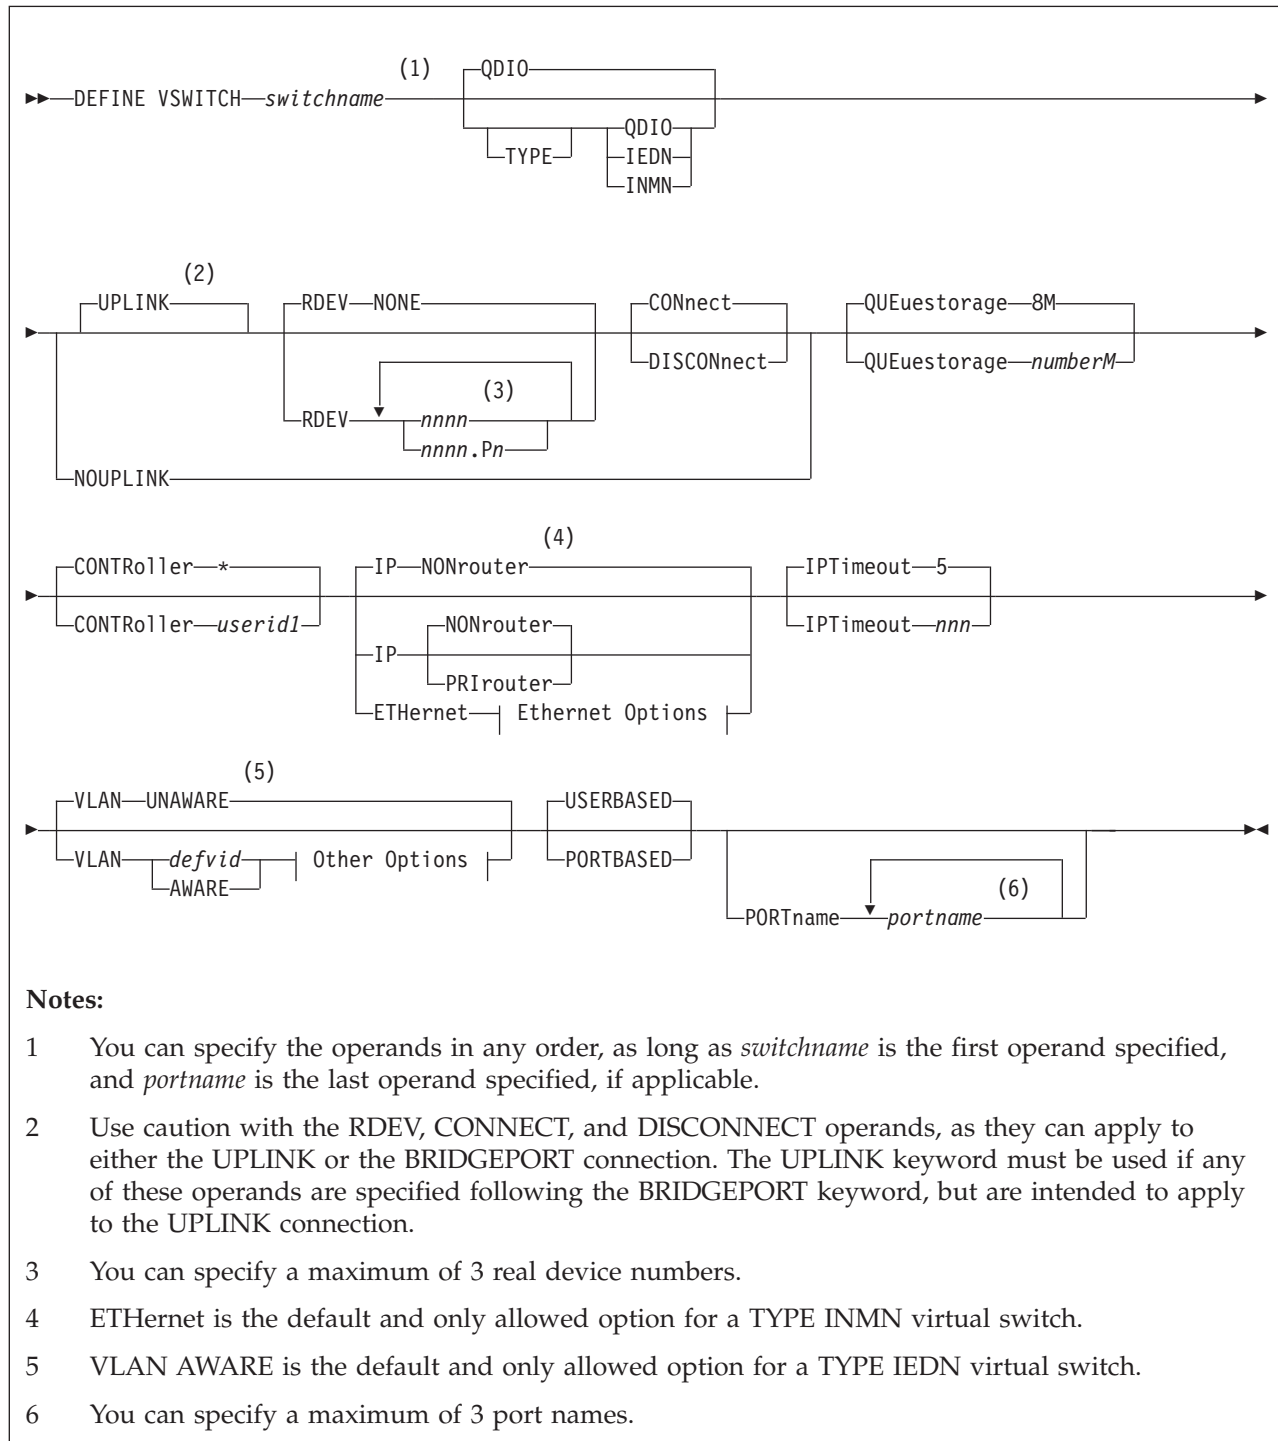 (1) QDIO
DEFINE VSWITCH switchname
QDIO
TYPE IEDN
INMN
(2)
UPLINK RDEV NONE CONnect QUEuestorage 8M
DISCONnect QUEuestorage numberM
(3)
RDEV nnnn
nnnn.Pn
NOUPLINK
(4)
CONTRoller * IP NONrouter IPTimeout 5
CONTRoller userid1 NONrouter IPTimeout nnn
IP
PRIrouter
ETHernet Ethernet Options
(5)
VLAN UNAWARE USERBASED
VLAN defvid Other Options PORTBASED
AWARE (6)
PORTname portname
Notes:
1 You can specify the operands in any order, as long as switchname is the first operand specified,
and portname is the last operand specified, if applicable.
2 Use caution with the RDEV, CONNECT, and DISCONNECT operands, as they can apply to
either the UPLINK or the BRIDGEPORT connection. The UPLINK keyword must be used if any
of these operands are specified following the BRIDGEPORT keyword, but are intended to apply
to the UPLINK connection.
3 You can specify a maximum of 3 real device numbers.
4 ETHernet is the default and only allowed option for a TYPE INMN virtual switch.
5 VLAN AWARE is the default and only allowed option for a TYPE IEDN virtual switch.
6 You can specify a maximum of 3 port names.